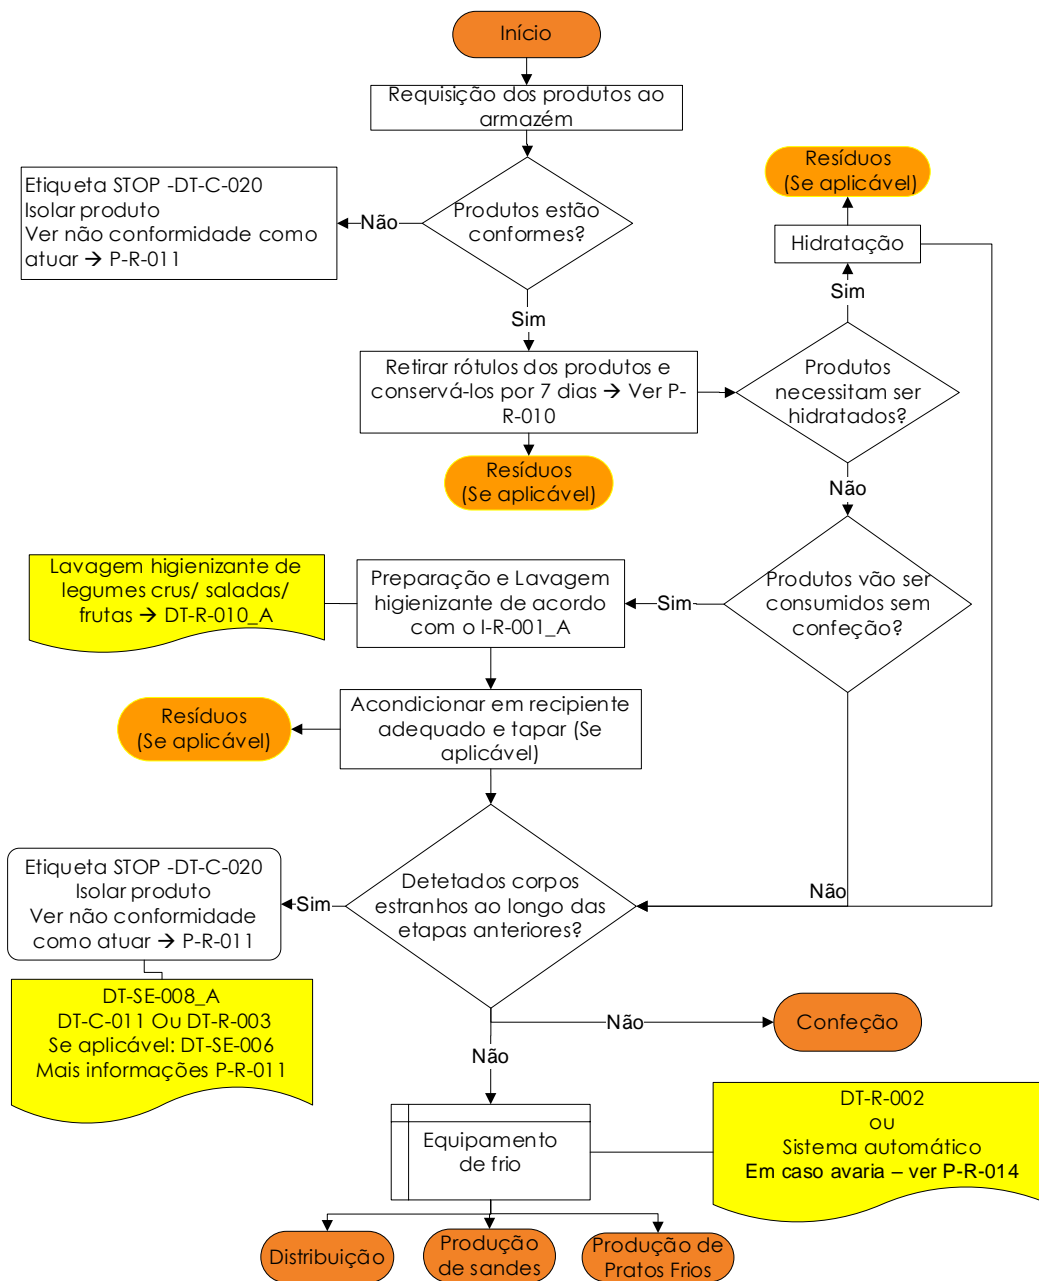 Início
Requisição dos produtos ao
armazém
Resíduos
(Se aplicável)
Etiqueta STOP -DT-C-020
Isolar produto
Ver não conformidade como
atuar → P-R-011
Não
Produtos estão
conformes?
Hidratação
Sim
Sim
Retirar rótulos dos produtos e
conservá-los por 7 dias → Ver P-
R-010
Produtos
necessitam ser
hidratados?
Resíduos
(Se aplicável)
Não
Lavagem higienizante de
legumes crus/ saladas/
frutas → DT-R-010_A
Preparação e Lavagem
higienizante de acordo
com o I-R-001_A
Sim
Produtos vão ser
consumidos sem
confeção?
Resíduos
(Se aplicável)
Acondicionar em recipiente
adequado e tapar (Se
aplicável)
Etiqueta STOP -DT-C-020
Isolar produto
Ver não conformidade
como atuar → P-R-011
Sim
Detetados corpos
estranhos ao longo das
etapas anteriores?
Não
DT-SE-008_A
DT-C-011 Ou DT-R-003
Se aplicável: DT-SE-006
Mais informações P-R-011
Não
Confeção
Não
Equipamento
de frio
DT-R-002
ou
Sistema automático
Em caso avaria – ver P-R-014
Distribuição
Produção
de sandes
Produção de
Pratos Frios